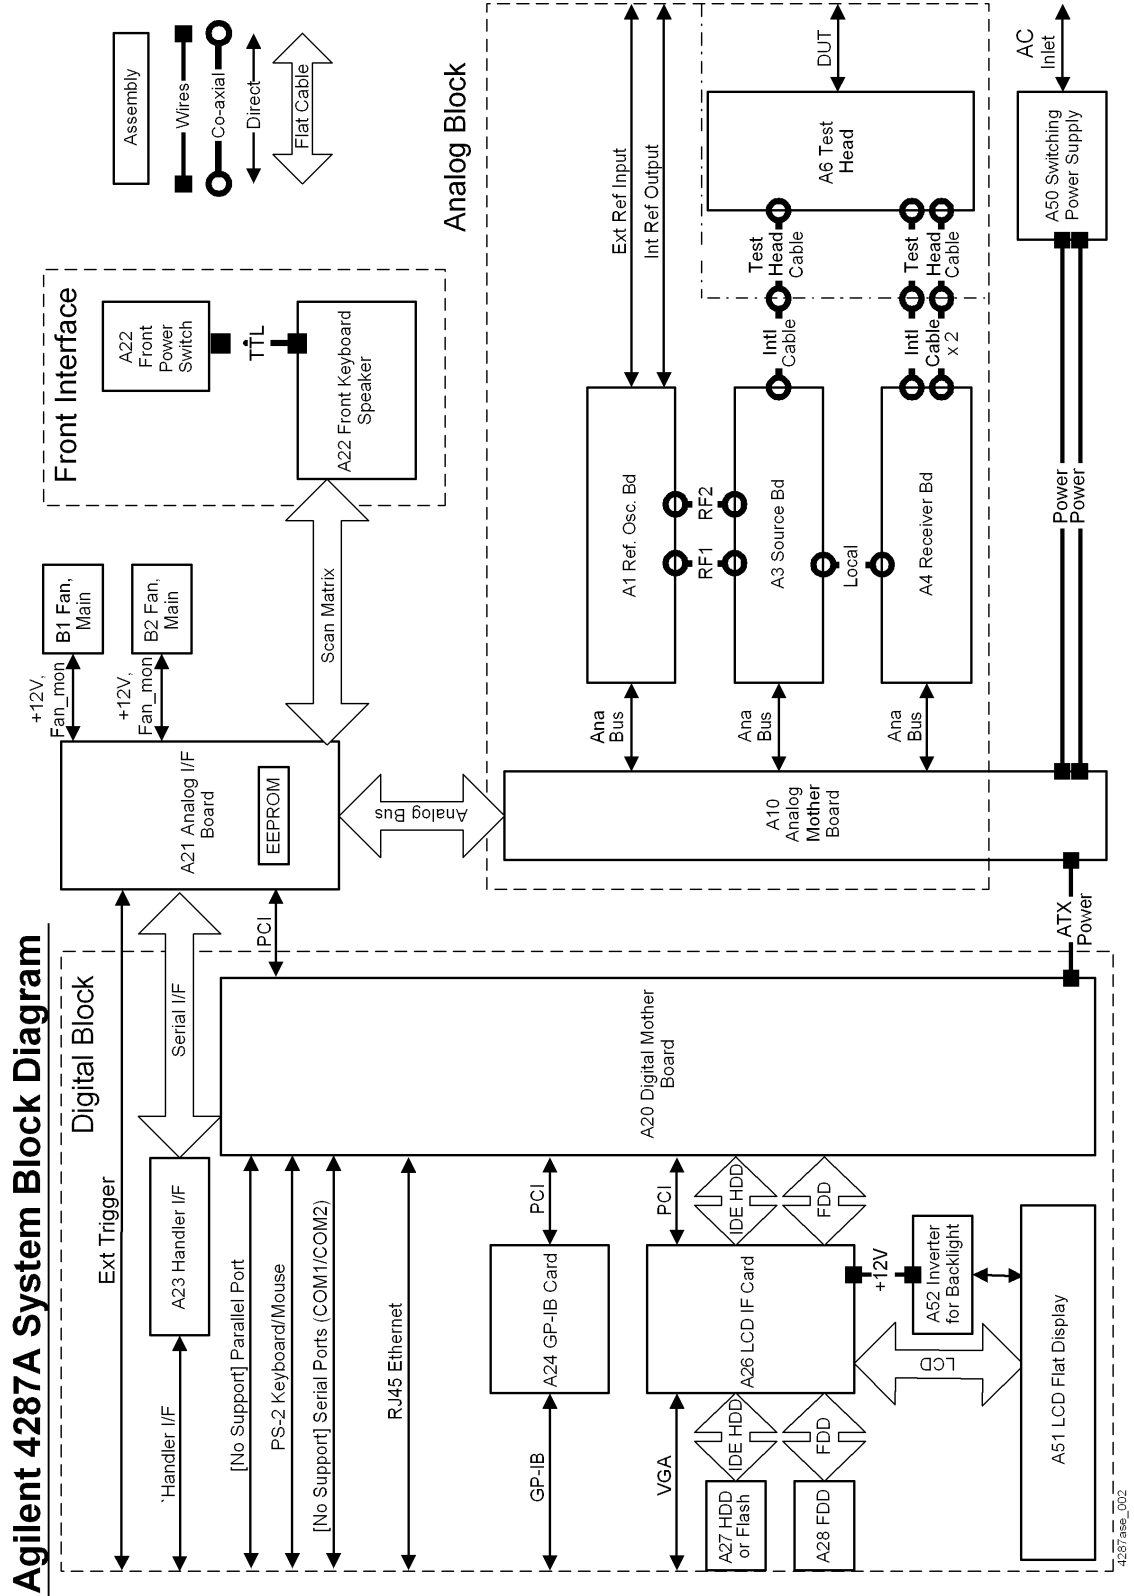 Agilent 4287A System Block Diagram
Assembly
Wires
Co-axial
Direct
Flat Cable
Front Interface
A22
Front
Power
Switch
TTL
A22 Front Keyboard
Speaker
B1 Fan,
Main
B2 Fan,
Main
+12V,
Fan_mon
+12V,
Fan_mon
Scan Matrix
A21 Analog I/F
Board
EEPROM
Analog Bus
Analog Block
Ext Ref Input
Int Ref Output
DUT
A6 Test
Head
Test
Head
Cable
Test
Head
Cable
Intl
Cable
Intl
Cable
x 2
A1 Ref. Osc. Bd
RF1
RF2
A3 Source Bd
Local
A4 Receiver Bd
Ana
Bus
Ana
Bus
Ana
Bus
A10
Analog
Mother
Board
AC
Inlet
A50 Switching
Power Supply
Power
Power
ATX
Power
Digital Block
Ext Trigger
Serial I/F
PCI
A20 Digital Mother
Board
A23 Handler I/F
`Handler I/F
[No Support] Parallel Port
PS-2 Keyboard/Mouse
[No Support] Serial Ports (COM1/COM2)
RJ45 Ethernet
PCI
A24 GP-IB Card
GP-IB
PCI
IDE HDD
FDD
A26 LCD IF Card
VGA
IDE HDD
FDD
A27 HDD
or Flash
A28 FDD
+12V
A52 Inverter
for Backlight
LCD
A51 LCD Flat Display
4287ase_002